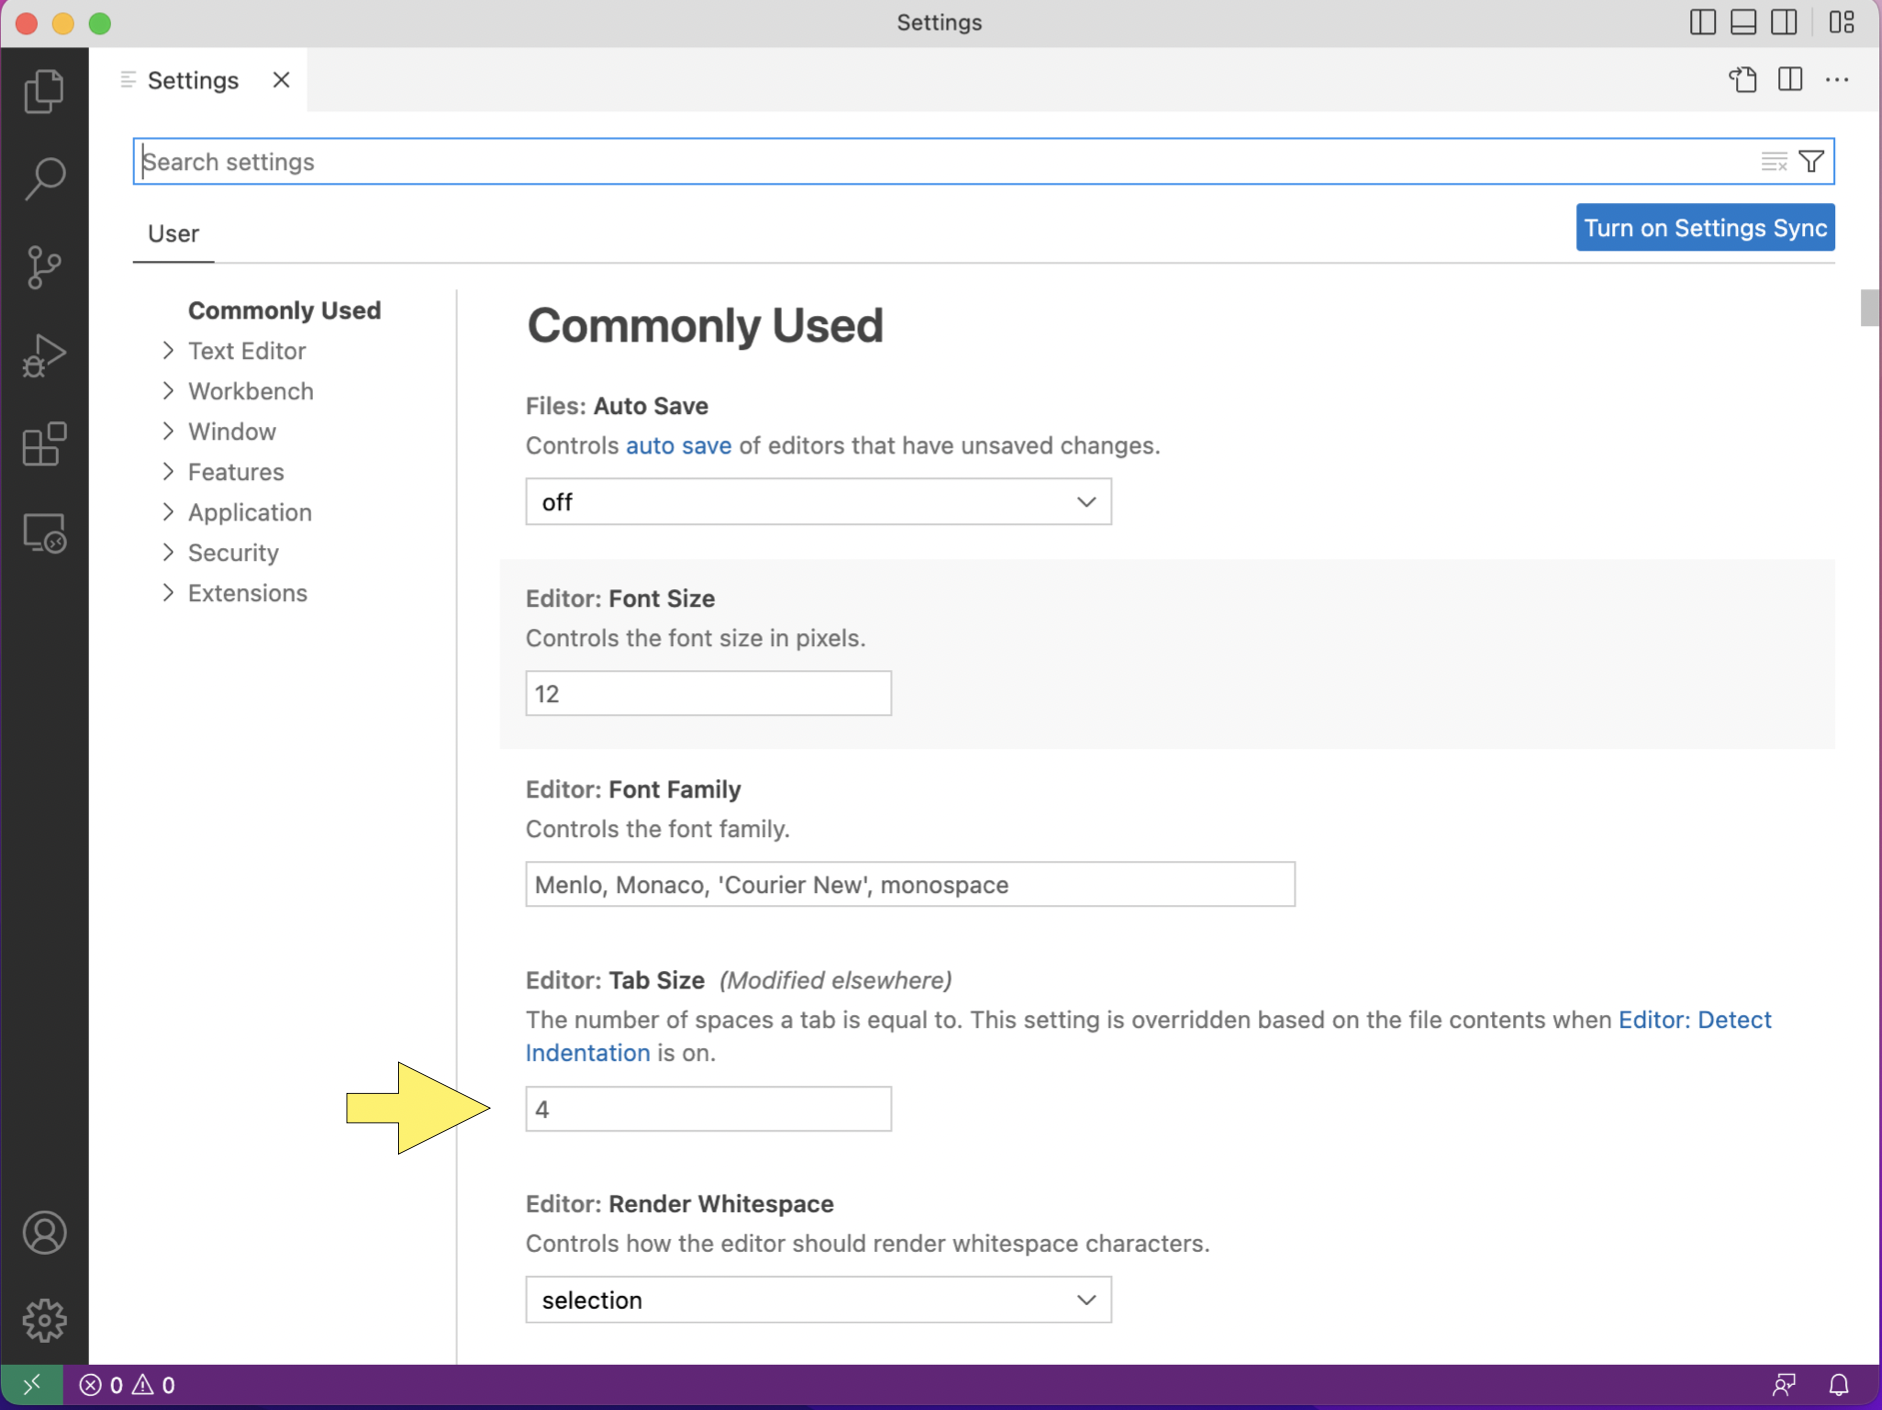 Settings
Settings
Search settings
User
Turn on Settings Sync
Commonly Used
Text Editor
Workbench
Window
Features
Application
Security
Extensions
Commonly Used
Files: Auto Save
Controls auto save of editors that have unsaved changes.
off
Editor: Font Size
Controls the font size in pixels.
12
Editor: Font Family
Controls the font family.
Menlo, Monaco, 'Courier New', monospace
Editor: Tab Size (Modified elsewhere)
The number of spaces a tab is equal to. This setting is overridden based on the file contents when Editor: Detect
Indentation is on.
4
Editor: Render Whitespace
Controls how the editor should render whitespace characters.
selection
0 0